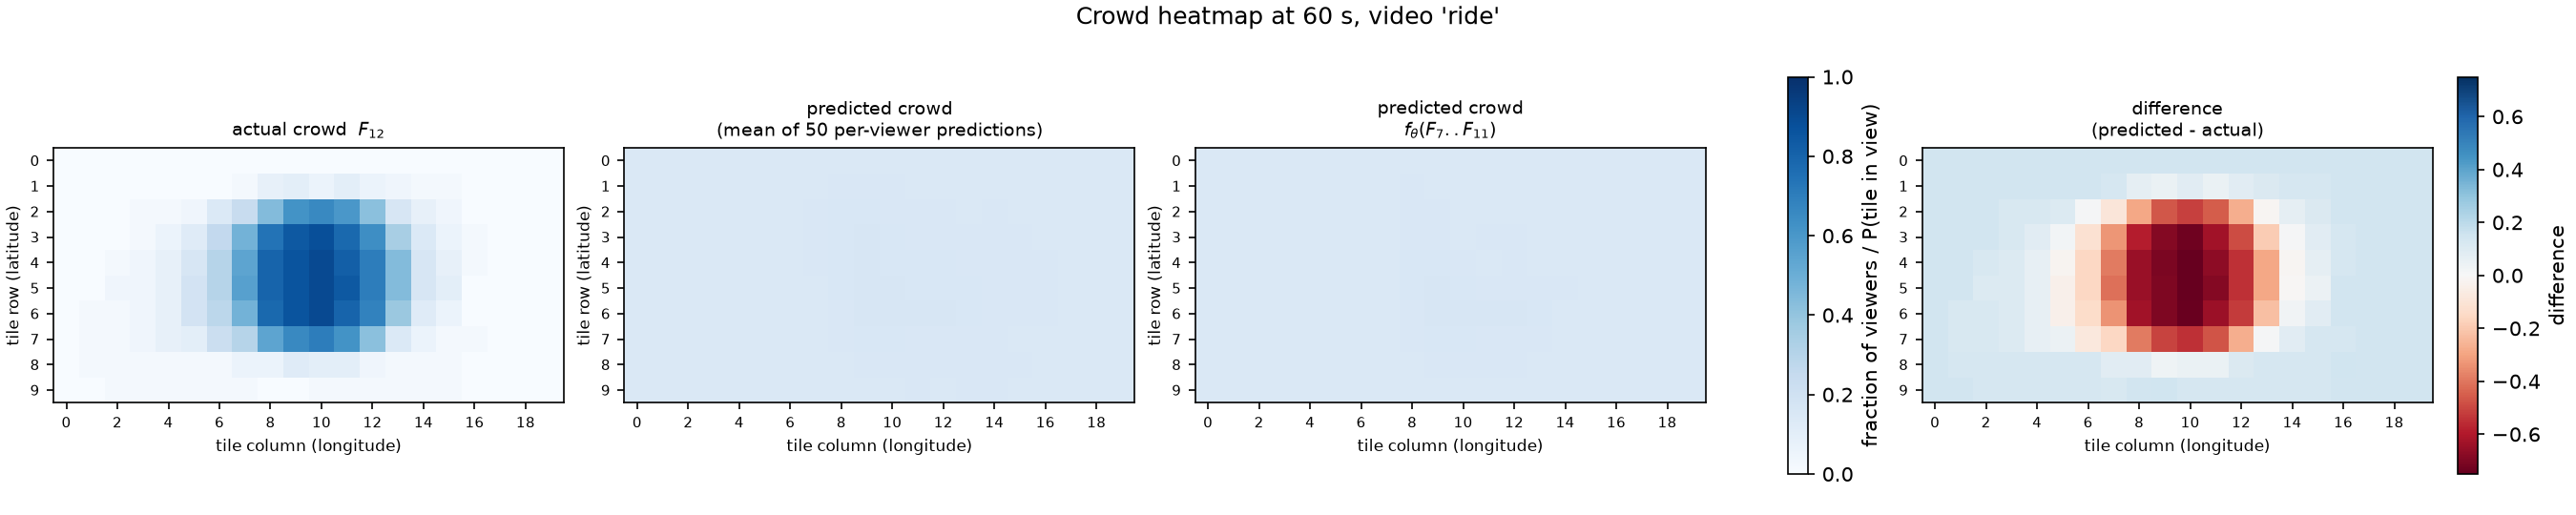 Crowd heatmap at 60 s, video 'ride'
actual crowd F₁₂
0
1
2
3
4
5
6
7
8
9
tile row (latitude)
0 2 4 6 8 10 12 14 16 18
tile column (longitude)
predicted crowd
(mean of 50 per-viewer predictions)
0
1
2
3
4
5
6
7
8
9
tile row (latitude)
0 2 4 6 8 10 12 14 16 18
tile column (longitude)
predicted crowd
f_θ(F₇..F₁₁)
0
1
2
3
4
5
6
7
8
9
tile row (latitude)
0 2 4 6 8 10 12 14 16 18
tile column (longitude)
1.0
0.8
0.6
0.4
0.2
0.0
fraction of viewers / P(tile in view)
difference
(predicted - actual)
0
1
2
3
4
5
6
7
8
9
0 2 4 6 8 10 12 14 16 18
tile column (longitude)
0.6
0.4
0.2
0.0
−0.2
−0.4
−0.6
difference